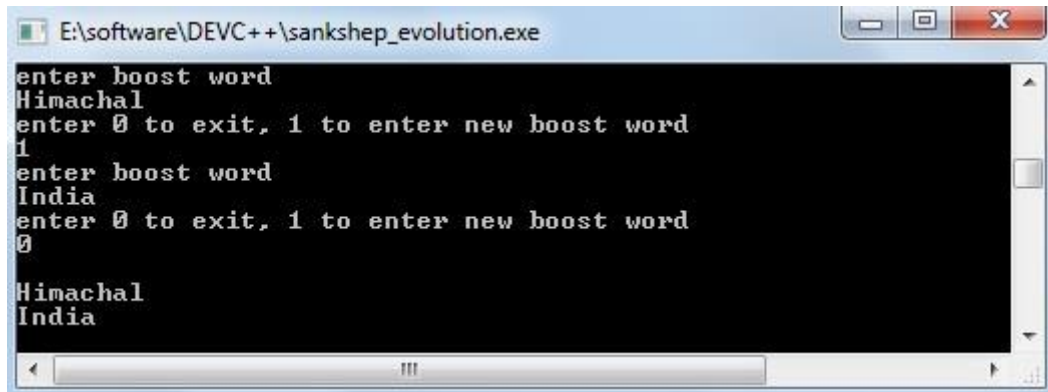 E:\software\DEVC++\sankshep_evolution.exe
enter boost word
Himachal
enter 0 to exit, 1 to enter new boost word
1
enter boost word
India
enter 0 to exit, 1 to enter new boost word
0
Himachal
India